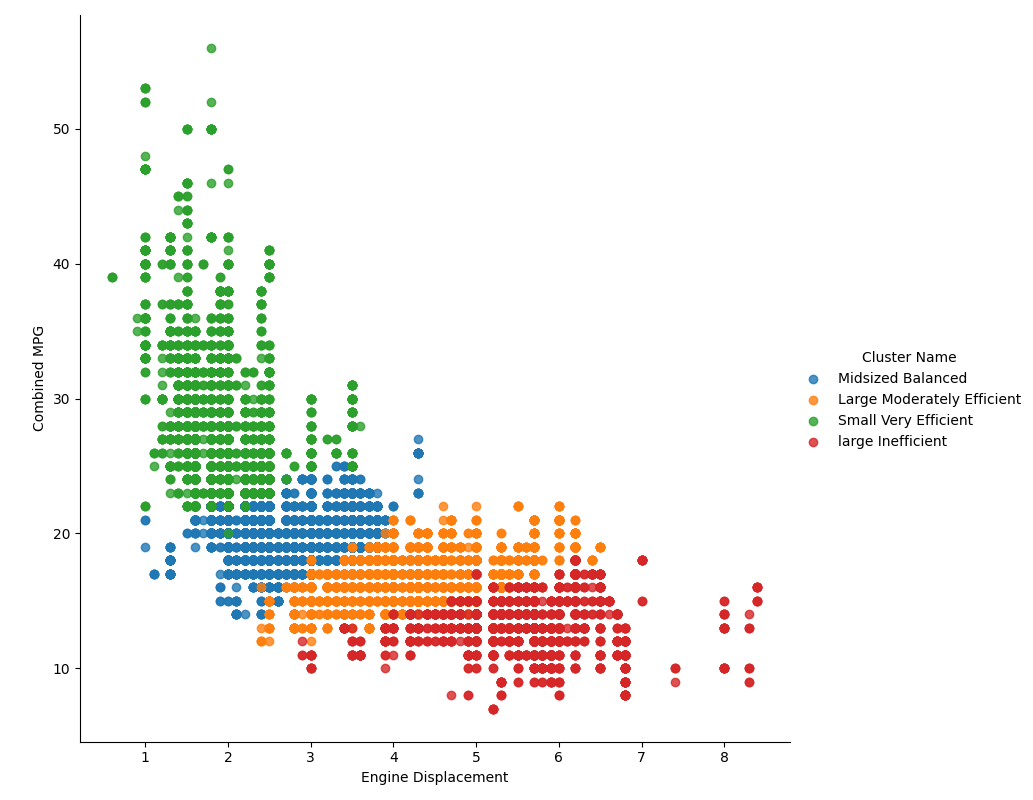 50
40
30
20
10
Combined MPG
1 2 3 4 5 6 7 8
Engine Displacement
Cluster Name
Midsized Balanced
Large Moderately Efficient
Small Very Efficient
large Inefficient